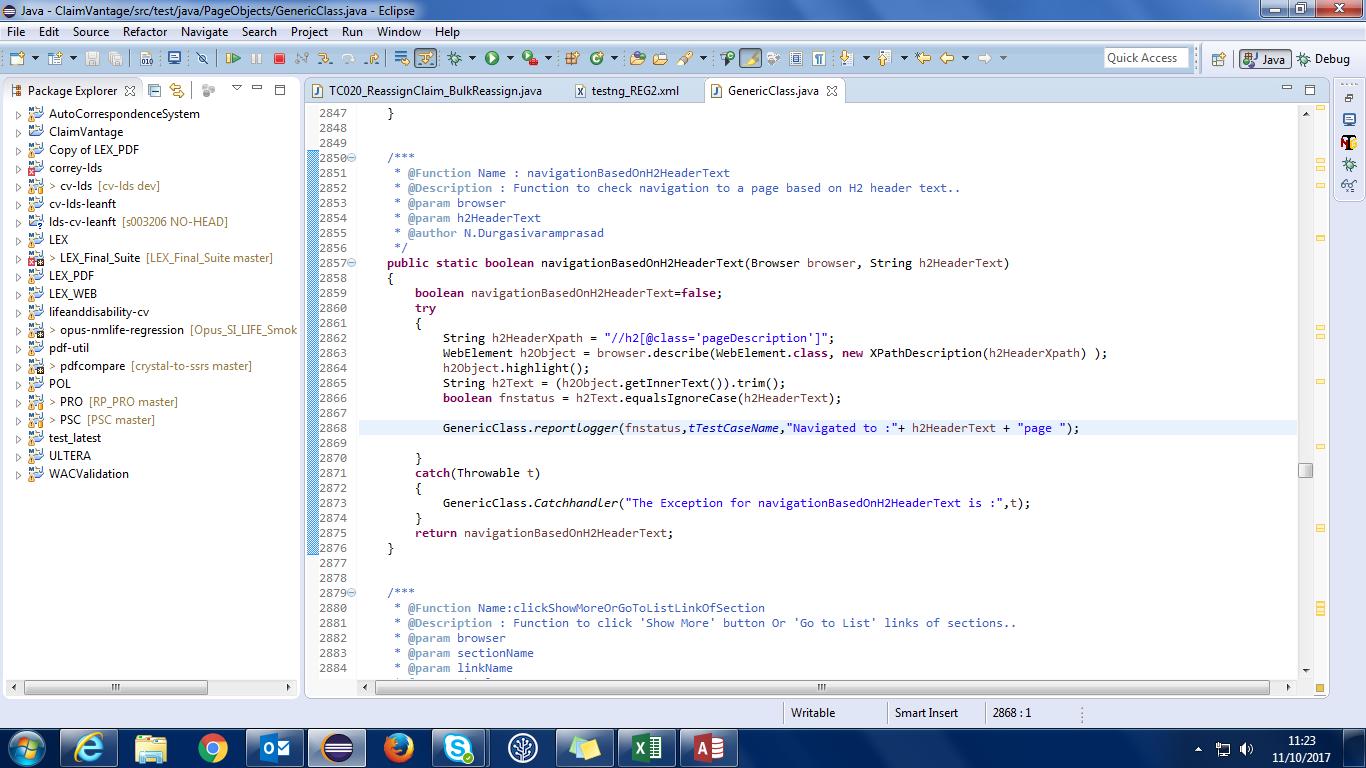 Java - ClaimVantage/src/test/java/PageObjects/GenericClass.java - Eclipse
File Edit Source Refactor Navigate Search Project Run Window Help
Quick Access Java Debug
Package Explorer
AutoCorrespondenceSystem
ClaimVantage
Copy of LEX_PDF
correy-lds
> cv-lds [cv-lds dev]
cv-lds-leanft
lds-cv-leanft [s003206 NO-HEAD]
LEX
> LEX_Final_Suite [LEX_Final_Suite master]
LEX_PDF
LEX_WEB
lifeanddisability-cv
> opus-nmlife-regression [Opus_SI_LIFE_Smok
pdf-util
> pdfcompare [crystal-to-ssrs master]
POL
> PRO [RP_PRO master]
> PSC [PSC master]
test_latest
ULTERA
WACValidation
TC020_ReassignClaim_BulkReassign.java testng_REG2.xml GenericClass.java
2847 }
2848
2849
2850 /***
2851 * @Function Name : navigationBasedOnH2HeaderText
2852 * @Description : Function to check navigation to a page based on H2 header text..
2853 * @param browser
2854 * @param h2HeaderText
2855 * @author N.Durgasivaramprasad
2856 */
2857 public static boolean navigationBasedOnH2HeaderText(Browser browser, String h2HeaderText)
2858 {
2859 boolean navigationBasedOnH2HeaderText=false;
2860 try
2861 {
2862 String h2HeaderXpath = "//h2[@class='pageDescription']";
2863 WebElement h2Object = browser.describe(WebElement.class, new XPathDescription(h2HeaderXpath) );
2864 h2Object.highlight();
2865 String h2Text = (h2Object.getInnerText()).trim();
2866 boolean fnstatus = h2Text.equalsIgnoreCase(h2HeaderText);
2867
2868 GenericClass.reportlogger(fnstatus,tTestCaseName,"Navigated to :"+ h2HeaderText + "page ");
2869
2870 }
2871 catch(Throwable t)
2872 {
2873 GenericClass.Catchhandler("The Exception for navigationBasedOnH2HeaderText is :",t);
2874 }
2875 return navigationBasedOnH2HeaderText;
2876 }
2877
2878
2879 /***
2880 * @Function Name:clickShowMoreOrGoToListLinkOfSection
2881 * @Description : Function to click 'Show More' button Or 'Go to List' links of sections..
2882 * @param browser
2883 * @param sectionName
2884 * @param linkName
Writable Smart Insert 2868 : 1
11:23
11/10/2017